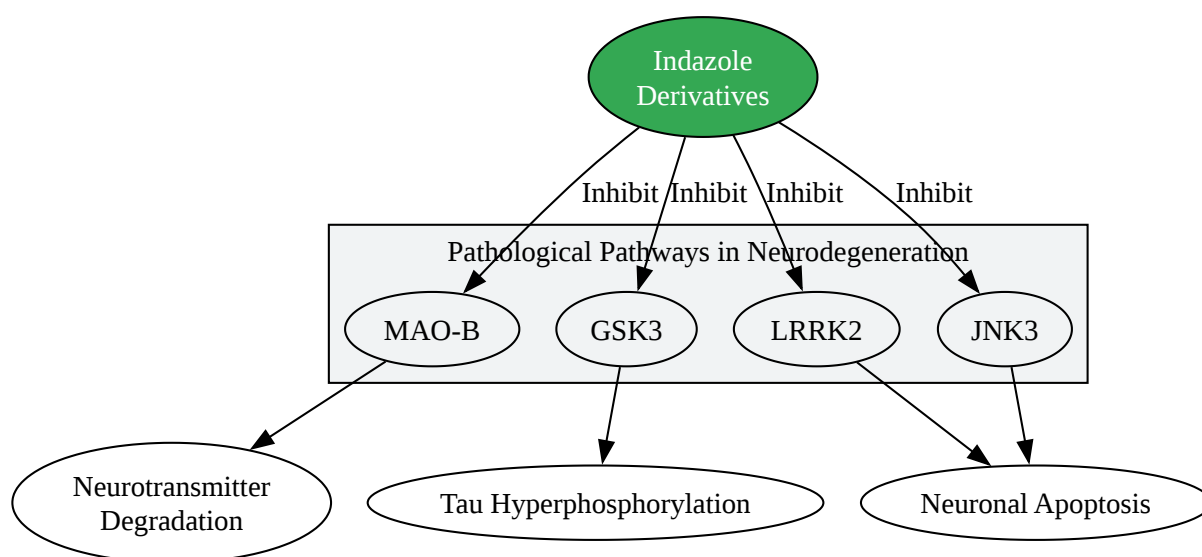 Indazole
Derivatives
Inhibit
Inhibit
Inhibit
Inhibit
Pathological Pathways in Neurodegeneration
MAO-B
GSK3
LRRK2
JNK3
Neurotransmitter
Degradation
Tau Hyperphosphorylation
Neuronal Apoptosis